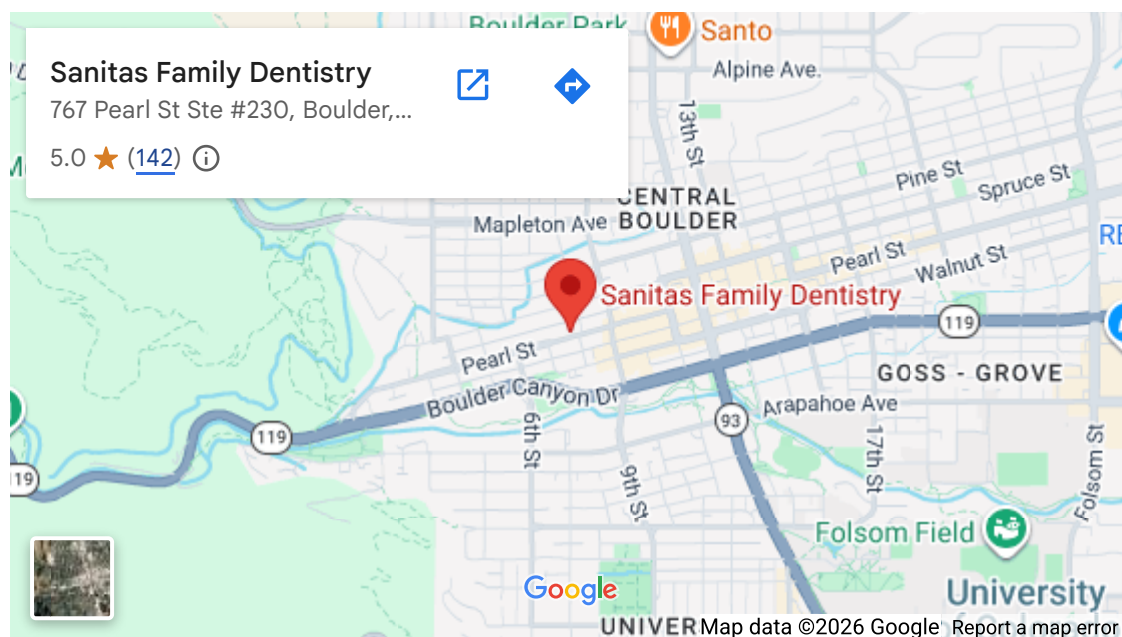 Boulder Park
Santo
Sanitas Family Dentistry
767 Pearl St Ste #230, Boulder,...
5.0 ★ (142)
Alpine Ave.
13th St
Pine St
Spruce St
CENTRAL
BOULDER
Mapleton Ave
Pearl St
Walnut St
Sanitas Family Dentistry
119
Pearl St
GOSS - GROVE
Boulder Canyon Dr
Arapahoe Ave
93
119
6th St
17th St
Folsom St
9th St
119
Folsom Field
Google
University
UNIVER
Map data ©2026 Google
Report a map error